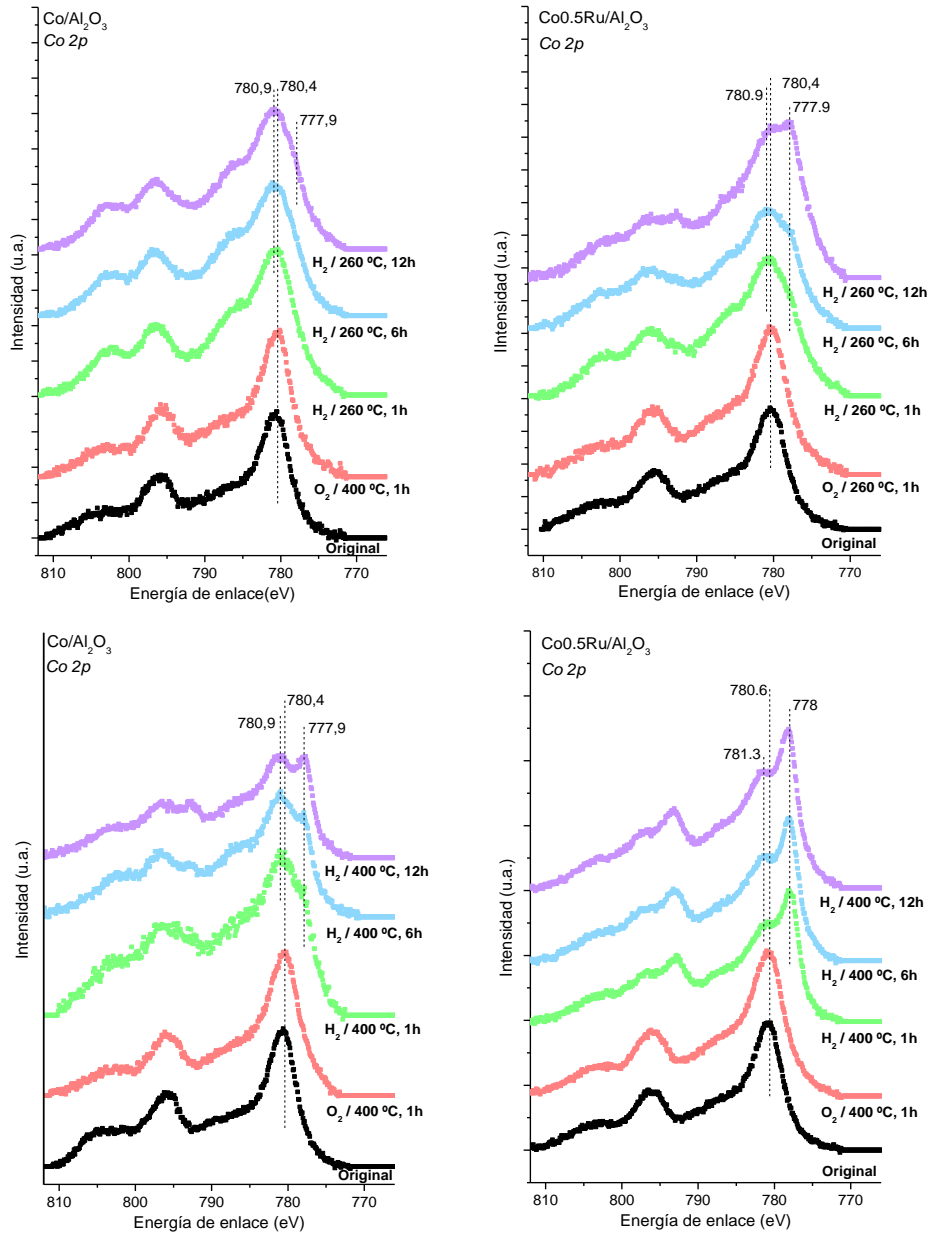 Co/Al2O3
Co 2p
780,9
780,4
777,9
H2 / 260 ºC, 12h
H2 / 260 ºC, 6h
H2 / 260 ºC, 1h
O2 / 400 ºC, 1h
Original
Intensidad (u.a.)
810 800 790 780 770
Energía de enlace(eV)
Co0.5Ru/Al2O3
Co 2p
780.9
780,4
777.9
H2 / 260 ºC, 12h
H2 / 260 ºC, 6h
H2 / 260 ºC, 1h
O2 / 260 ºC, 1h
Original
IIntensidad (u.a.)
810 800 790 780 770
Energía de enlace (eV)
Co/Al2O3
Co 2p
780,4
780,9
777,9
H2 / 400 ºC, 12h
H2 / 400 ºC, 6h
H2 / 400 ºC, 1h
O2 / 400 ºC, 1h
Original
Intensidad (u.a.)
810 800 790 780 770
Energía de enlace (eV)
Co0.5Ru/Al2O3
Co 2p
780.6
778
781.3
H2 / 400 ºC, 12h
H2 / 400 ºC, 6h
H2 / 400 ºC, 1h
O2 / 400 ºC, 1h
Original
Intensidad (u.a.)
810 800 790 780 770
Energía de enlace (eV)